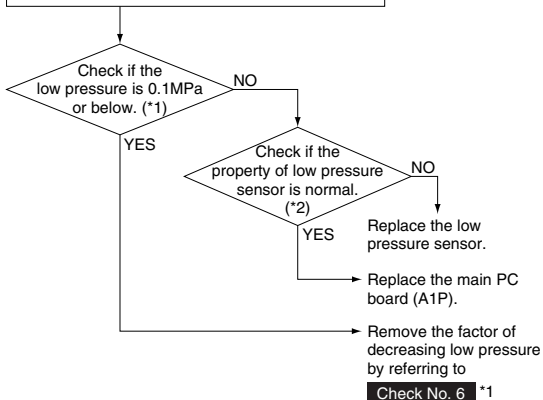 Check if the
low pressure is 0.1MPa
or below. (*1)
NO
YES
Check if the
property of low pressure
sensor is normal.
(*2)
NO
YES
Replace the low
pressure sensor.
Replace the main PC
board (A1P).
Remove the factor of
decreasing low pressure
by referring to
Check No. 6 *1